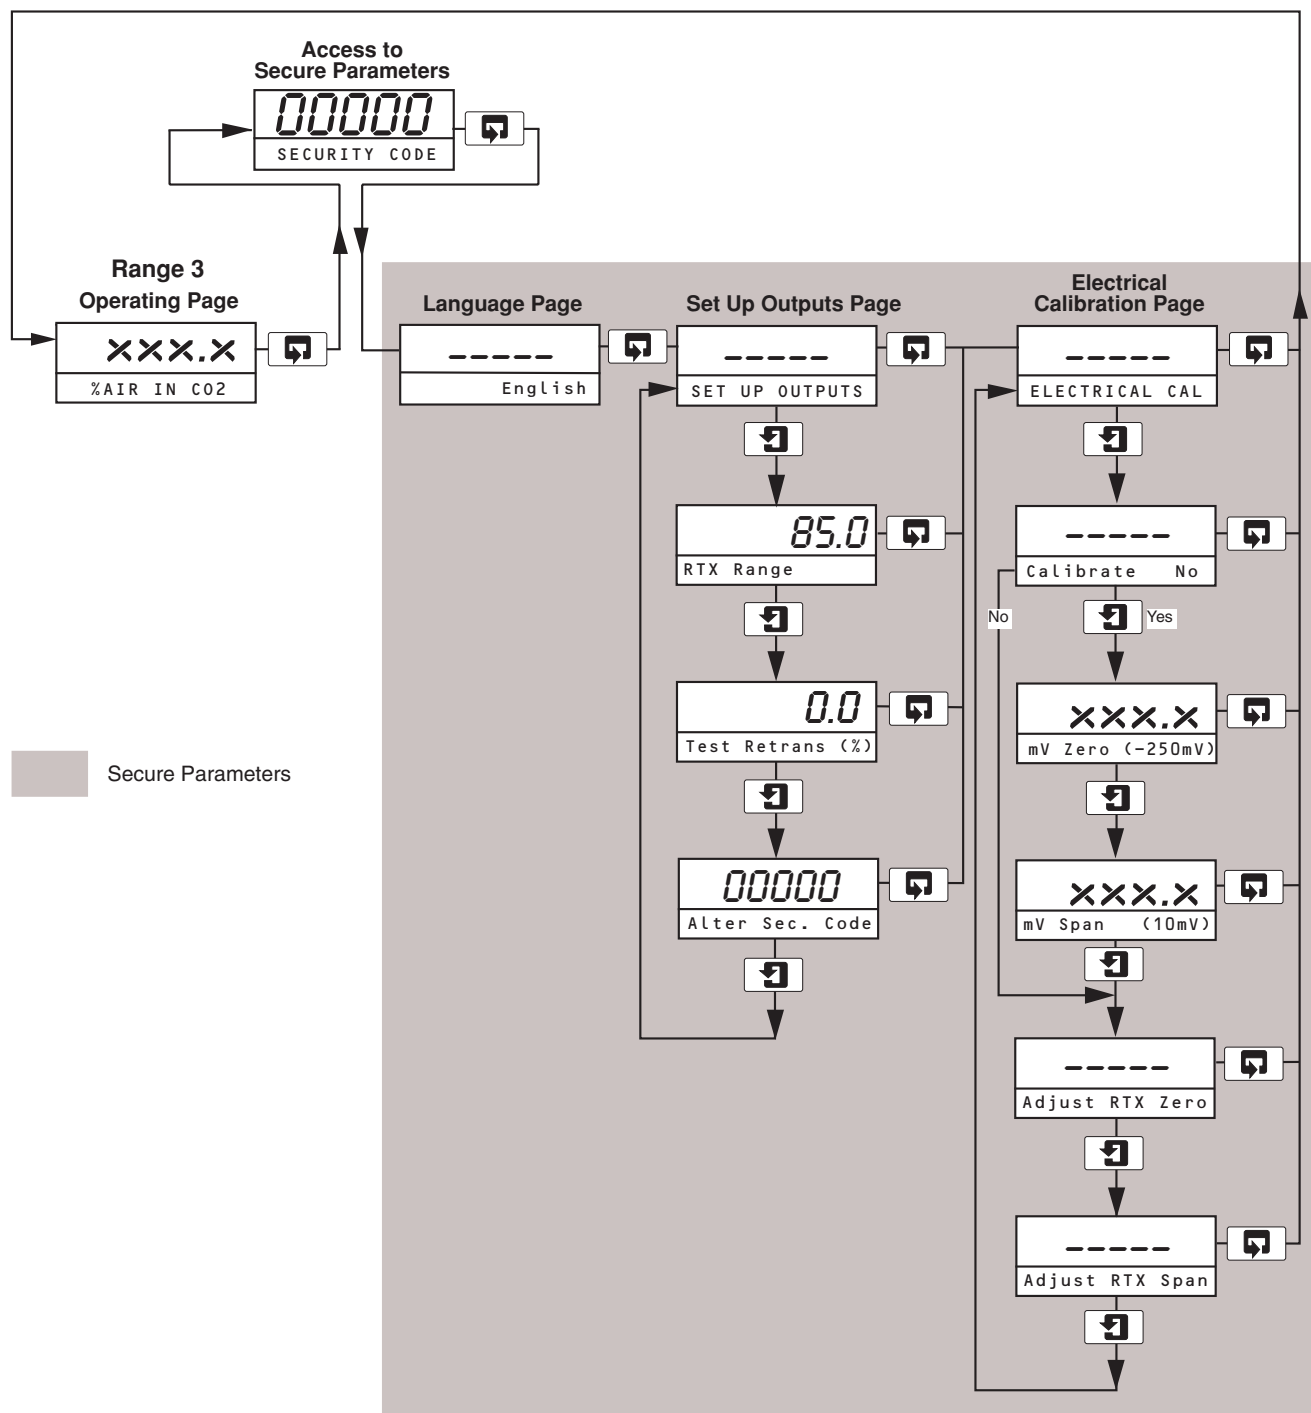 Access to
Secure Parameters
00000
SECURITY CODE
Range 3
Operating Page
×××.×
%AIR IN CO2
Language Page
-----
English
Set Up Outputs Page
-----
SET UP OUTPUTS
85.0
RTX Range
0.0
Test Retrans (%)
00000
Alter Sec. Code
Electrical
Calibration Page
-----
ELECTRICAL CAL
-----
Calibrate No
No
Yes
×××.×
mV Zero (-250mV)
×××.×
mV Span (10mV)
-----
Adjust RTX Zero
-----
Adjust RTX Span
Secure Parameters